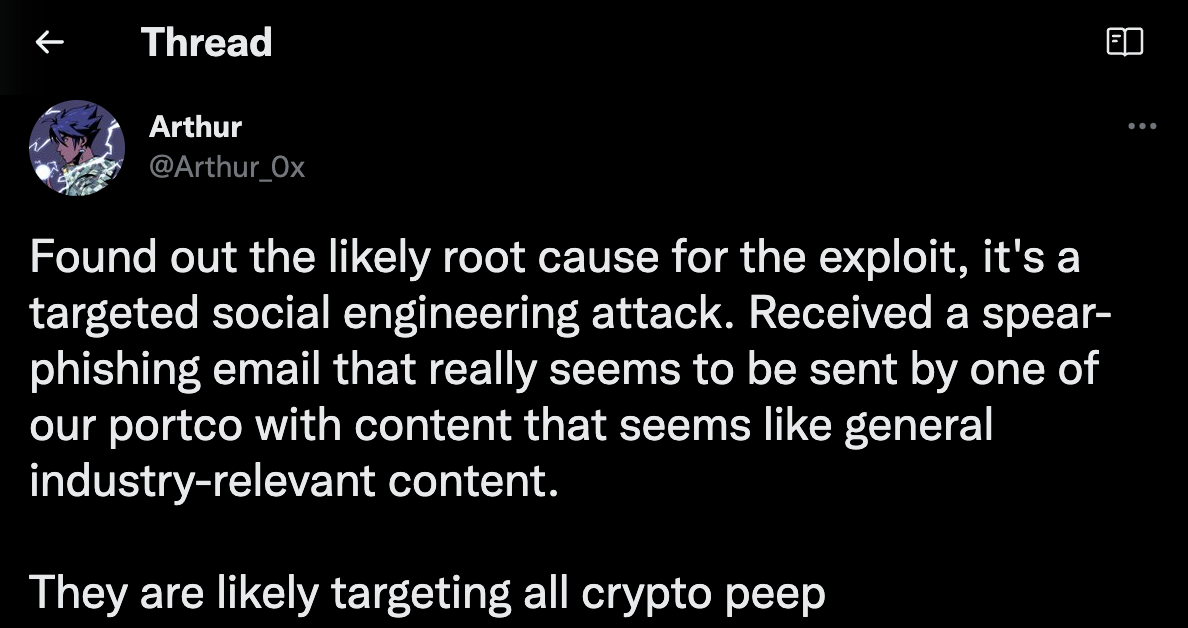 Thread
Arthur
@Arthur_0x
Found out the likely root cause for the exploit, it's a
targeted social engineering attack. Received a spear-
phishing email that really seems to be sent by one of
our portco with content that seems like general
industry-relevant content.
They are likely targeting all crypto peep